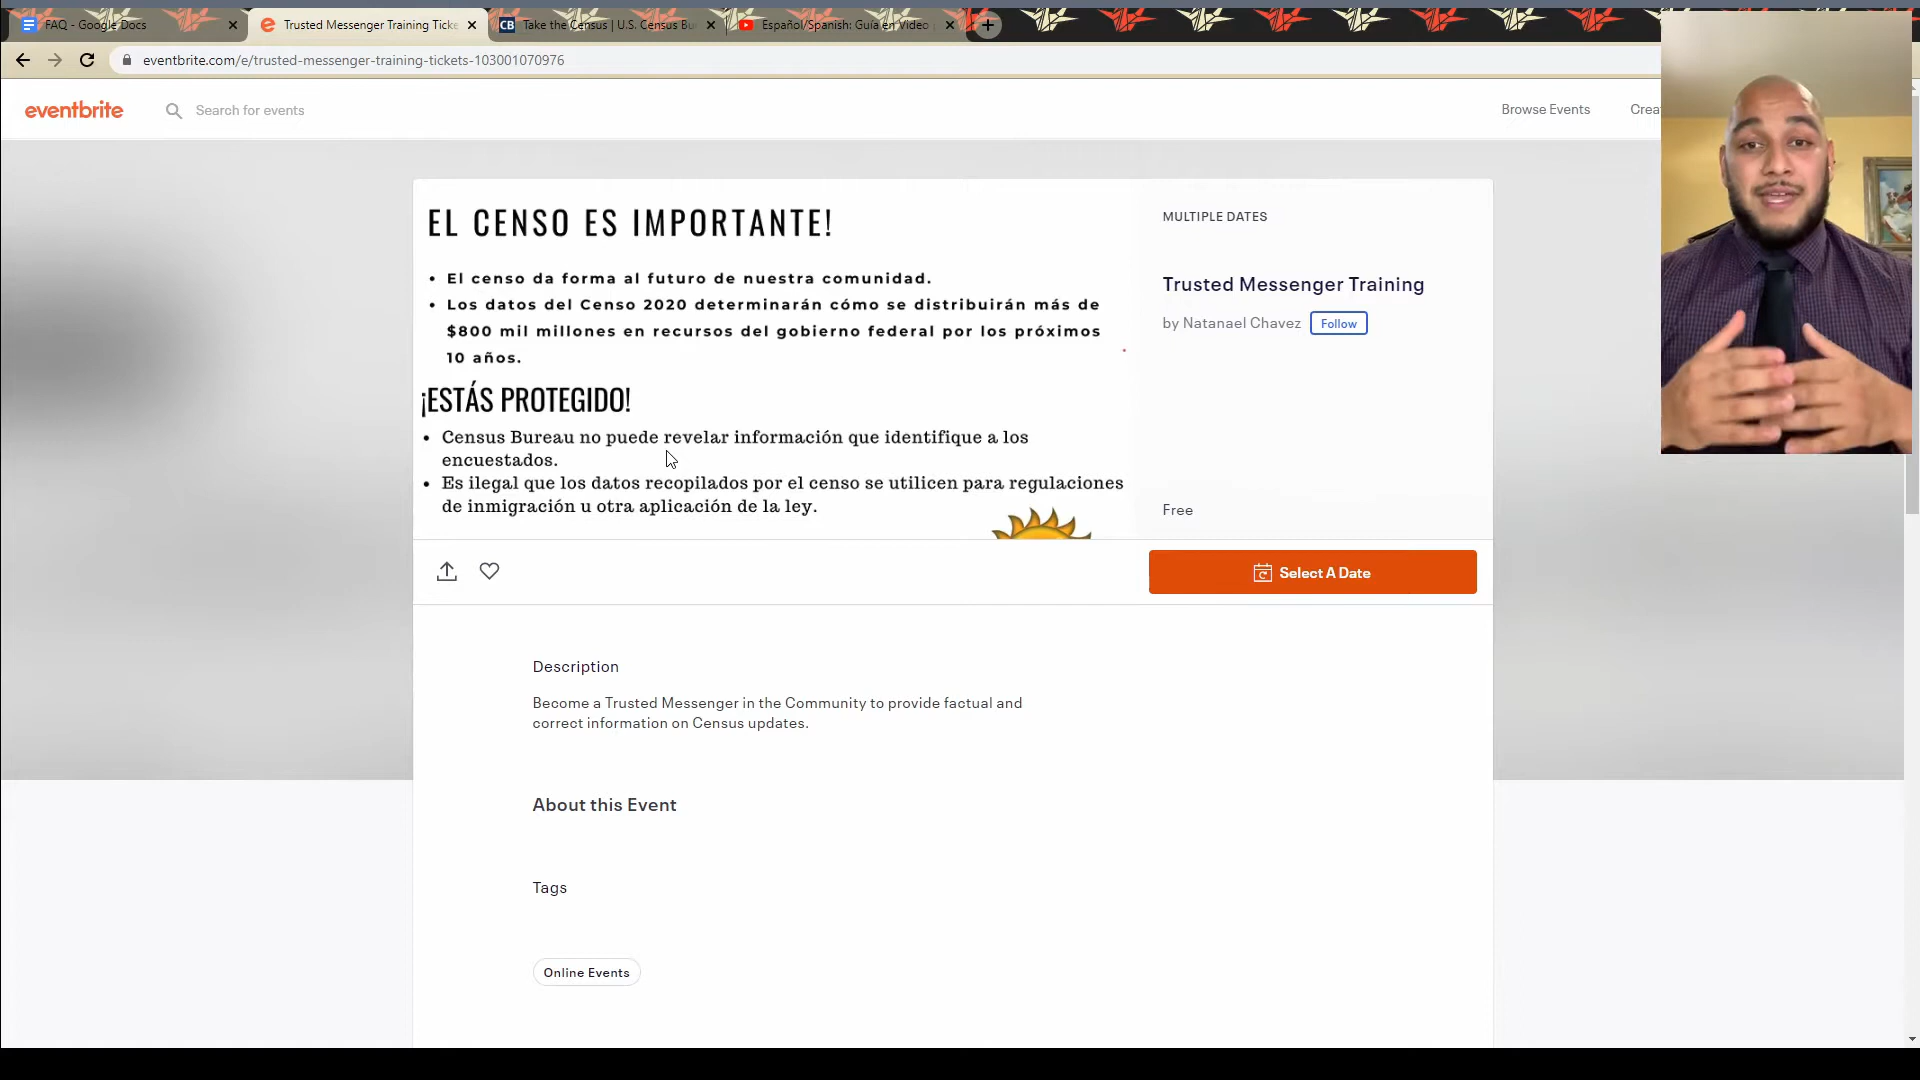 FAQ - Google Docs
Trusted Messenger Training Ticke
CB Take the Census | U.S. Census Bu
Español/Spanish: Guía en Video
eventbrite.com/e/trusted-messenger-training-tickets-103001070976
eventbrite
Search for events
Browse Events
Crea
EL CENSO ES IMPORTANTE!
• El censo da forma al futuro de nuestra comunidad.
• Los datos del Censo 2020 determinarán cómo se distribuirán más de
$800 mil millones en recursos del gobierno federal por los próximos
10 años.
¡ESTÁS PROTEGIDO!
• Census Bureau no puede revelar información que identifique a los
encuestados.
• Es ilegal que los datos recopilados por el censo se utilicen para regulaciones
de inmigración u otra aplicación de la ley.
MULTIPLE DATES
Trusted Messenger Training
by Natanael Chavez Follow
Free
Select A Date
Description
Become a Trusted Messenger in the Community to provide factual and
correct information on Census updates.
About this Event
Tags
Online Events